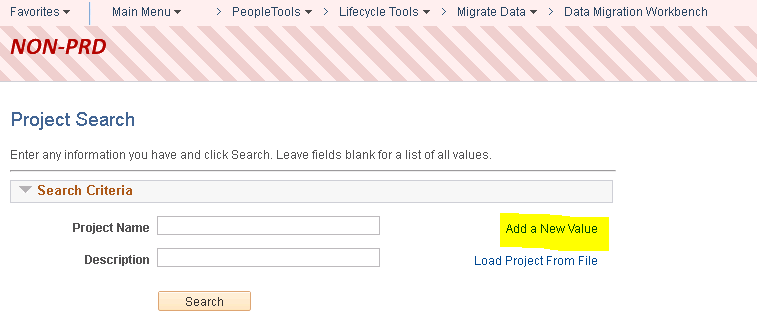 Favorites Main Menu > PeopleTools > Lifecycle Tools > Migrate Data > Data Migration Workbench
NON-PRD
Project Search
Enter any information you have and click Search. Leave fields blank for a list of all values.
Search Criteria
Project Name
Add a New Value
Description
Load Project From File
Search